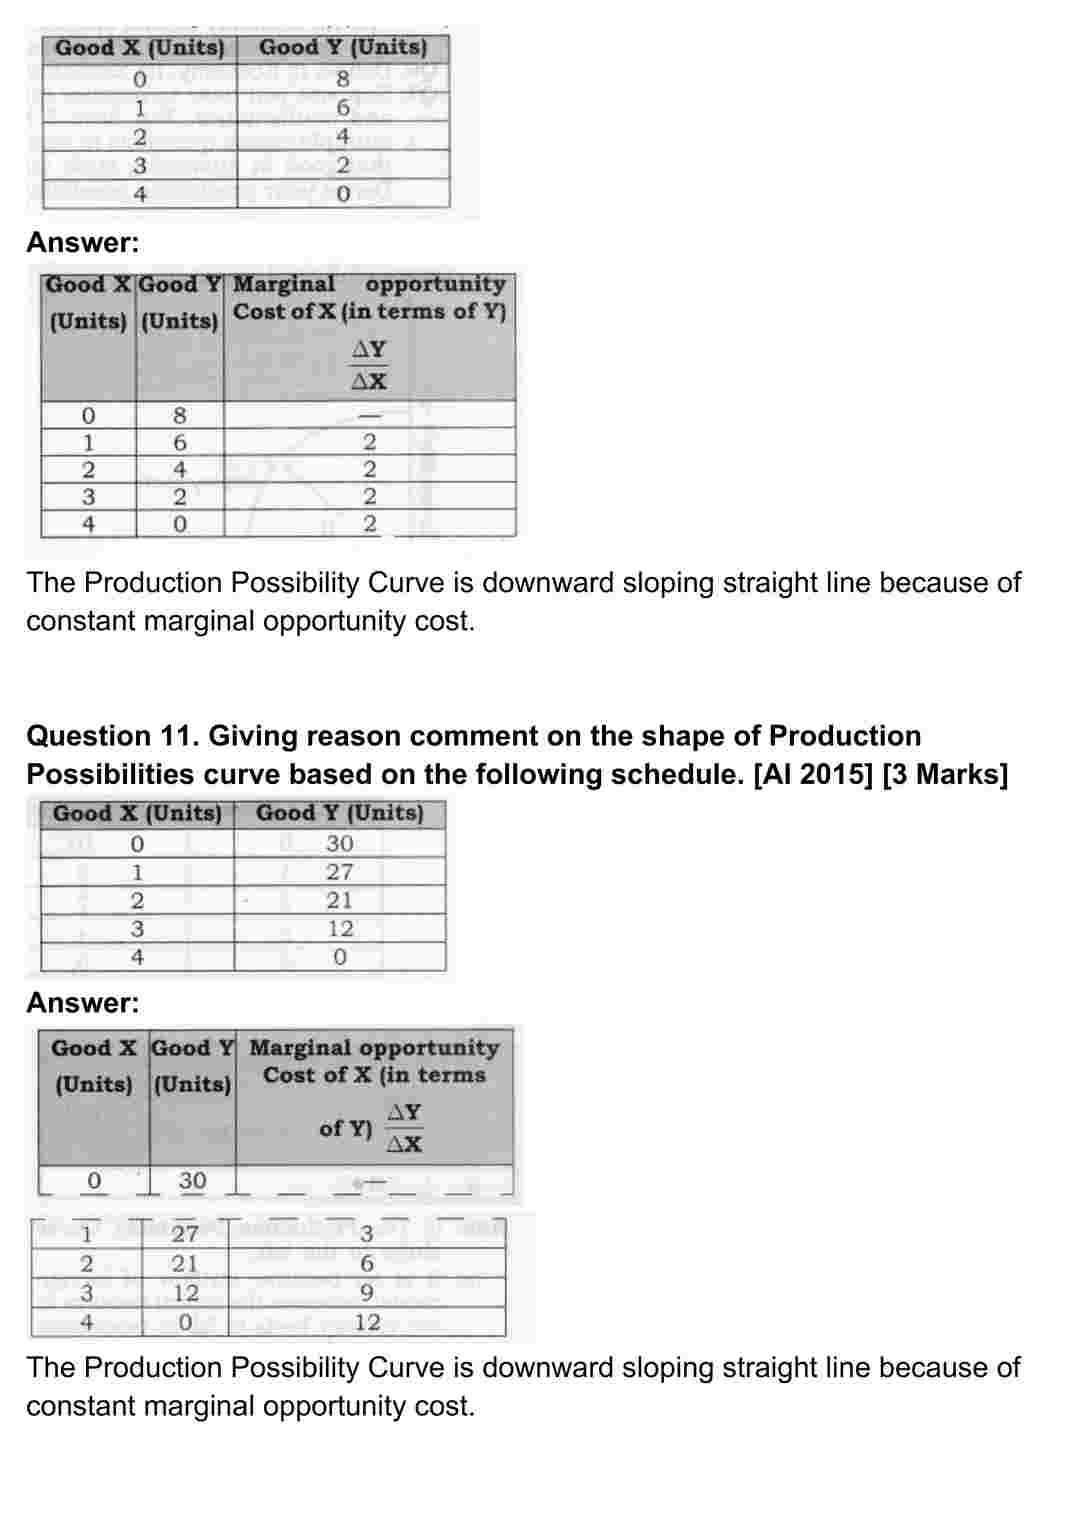 Good X (Units) Good Y (Units)
0 8
1 6
2 4
3 2
4 0
Answer:
Good X Good Y Marginal opportunity
(Units) (Units) Cost of X (in terms of Y)
ΔY
ΔX
0 8 —
1 6 2
2 4 2
3 2 2
4 0 2
The Production Possibility Curve is downward sloping straight line because of
constant marginal opportunity cost.
Question 11. Giving reason comment on the shape of Production
Possibilities curve based on the following schedule. [AI 2015] [3 Marks]
Good X (Units) Good Y (Units)
0 30
1 27
2 21
3 12
4 0
Answer:
Good X Good Y Marginal opportunity
(Units) (Units) Cost of X (in terms
of Y) ΔY
ΔX
0 30 —
1 27 3
2 21 6
3 12 9
4 0 12
The Production Possibility Curve is downward sloping straight line because of
constant marginal opportunity cost.